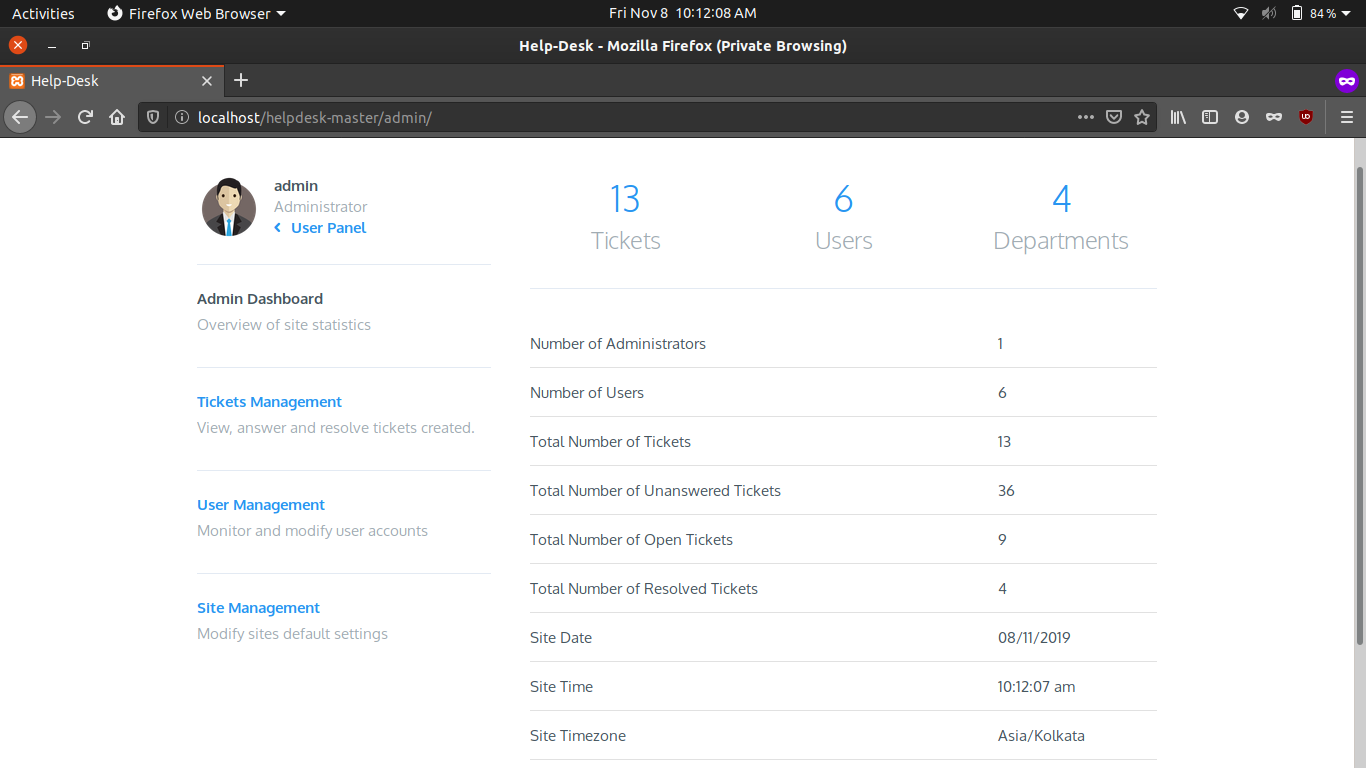 Activities Firefox Web Browser Fri Nov 8 10:12:08 AM 84 %
Help-Desk - Mozilla Firefox (Private Browsing)
Help-Desk
localhost/helpdesk-master/admin/
admin
Administrator
User Panel
Admin Dashboard
Overview of site statistics
Tickets Management
View, answer and resolve tickets created.
User Management
Monitor and modify user accounts
Site Management
Modify sites default settings
13 6 4
Tickets Users Departments
Number of Administrators 1
Number of Users 6
Total Number of Tickets 13
Total Number of Unanswered Tickets 36
Total Number of Open Tickets 9
Total Number of Resolved Tickets 4
Site Date 08/11/2019
Site Time 10:12:07 am
Site Timezone Asia/Kolkata